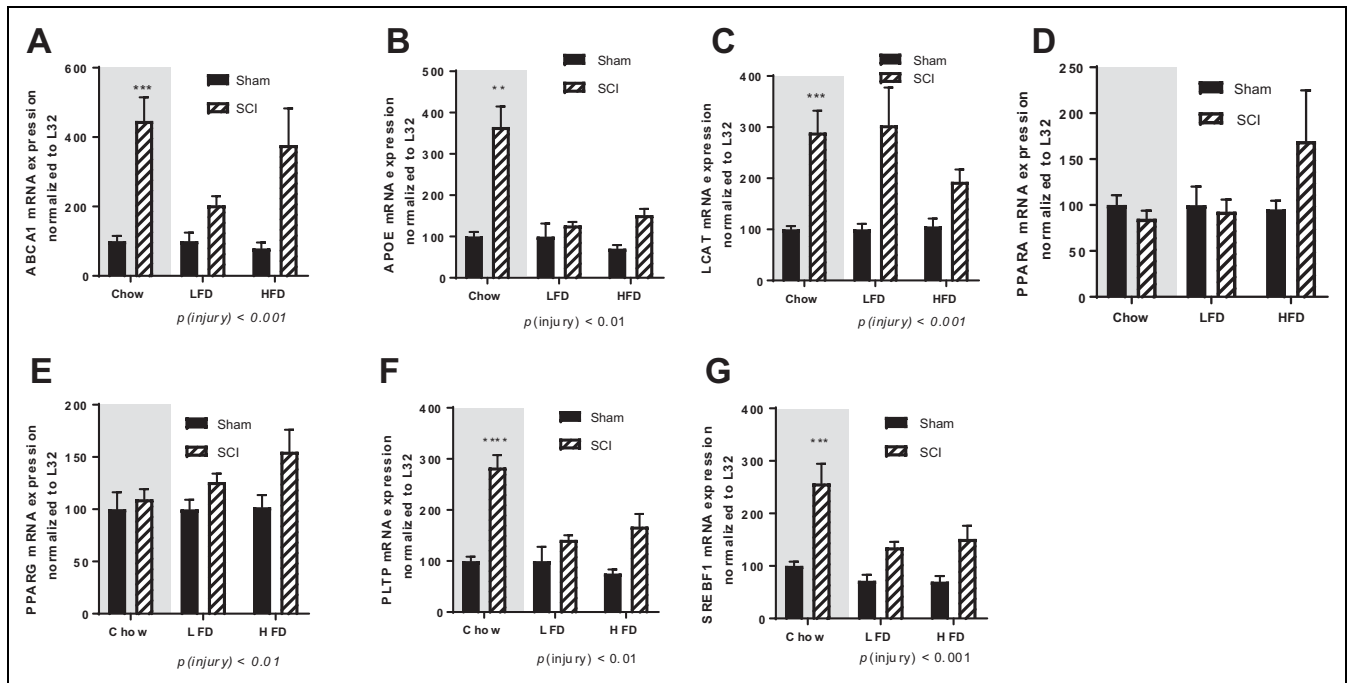 A
ABCA1 mRNA expression
normalized to L32
600
400
200
0
***
Sham
SCI
Chow
LFD
HFD
p(injury) < 0.001
B
APOE mRNA expression
normalized to L32
500
400
300
200
100
0
**
Sham
SCI
Chow
LFD
HFD
p(injury) < 0.01
C
LCAT mRNA expression
normalized to L32
400
300
200
100
0
***
Sham
SCI
Chow
LFD
HFD
p(injury) < 0.001
D
PPARA mRNA expression
normalized to L32
250
200
150
100
50
0
Sham
SCI
Chow
LFD
HFD
E
PPARG mRNA expression
normalized to L32
200
150
100
50
0
Sham
SCI
Chow
LFD
HFD
p(injury) < 0.01
F
PLTP mRNA expression
normalized to L32
400
300
200
100
0
****
Sham
SCI
Chow
LFD
HFD
p(injury) < 0.01
G
SREBF1 mRNA expression
normalized to L32
400
300
200
100
0
***
Sham
SCI
Chow
LFD
HFD
p(injury) < 0.001